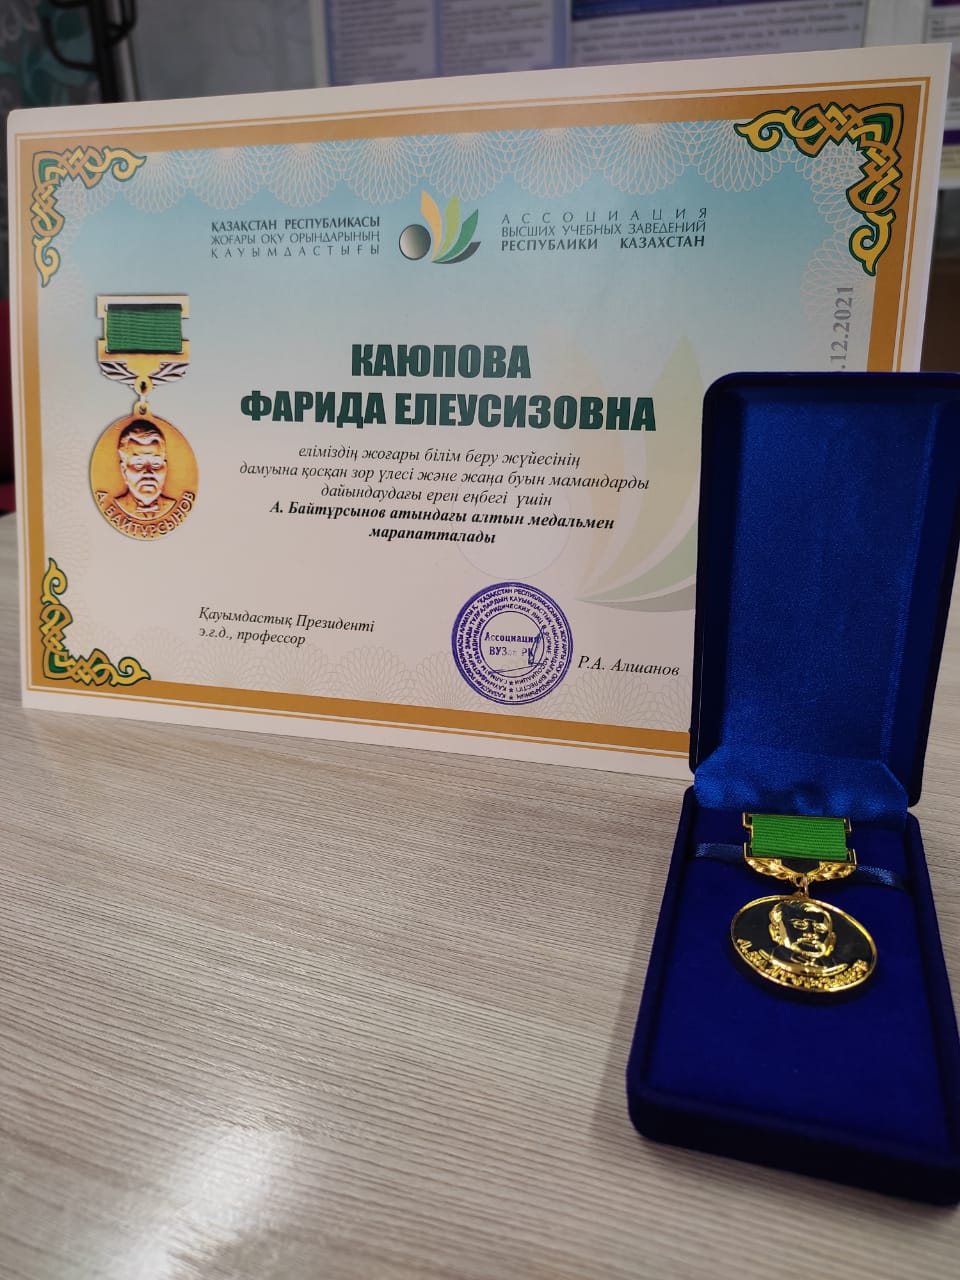 ҚАЗАҚСТАН РЕСПУБЛИКАСЫ
ЖОҒАРЫ ОҚУ ОРЫНДАРЫНЫҢ
ҚАУЫМДАСТЫҒЫ
АССОЦИАЦИЯ
ВЫСШИХ УЧЕБНЫХ ЗАВЕДЕНИЙ
РЕСПУБЛИКИ КАЗАХСТАН
.12.2021
КАЮПОВА
ФАРИДА ЕЛЕУСИЗОВНА
еліміздің жоғары білім беру жүйесінің
дамуына қосқан зор үлесі және жаңа буын мамандарды
дайындаудағы ерен еңбегі үшін
А. Байтұрсынов атындағы алтын медальмен
марапатталады
А. БАЙТҰРСЫНОВ
Қауымдастық Президенті
э.ғ.д., профессор
Ассоциация
ВУЗов РК
Р.А. Алшанов